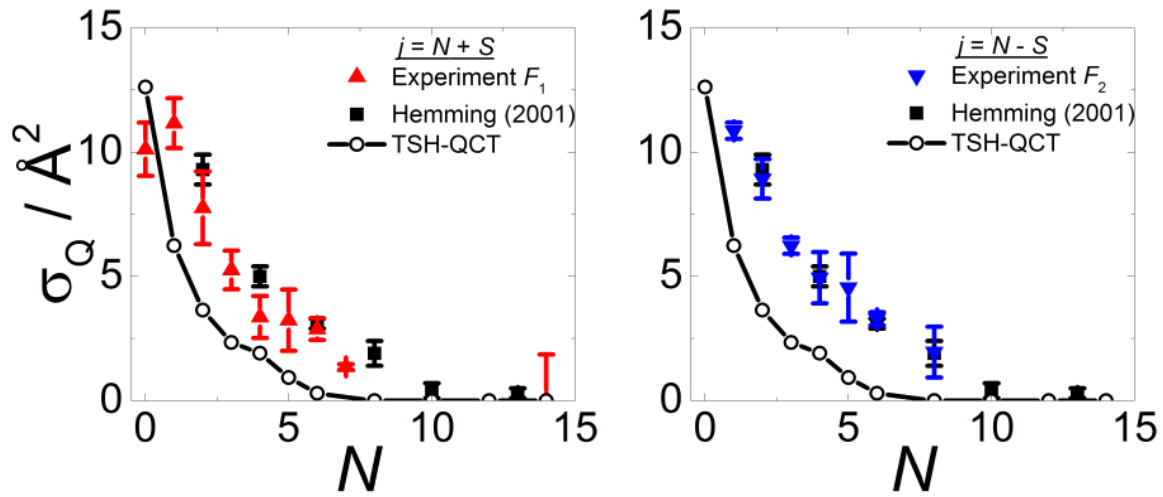 15
10
5
0
σ_Q / Å²
0
5
10
15
N
j = N + S
Experiment F₁
Hemming (2001)
TSH-QCT
15
10
5
0
0
5
10
15
N
j = N - S
Experiment F₂
Hemming (2001)
TSH-QCT